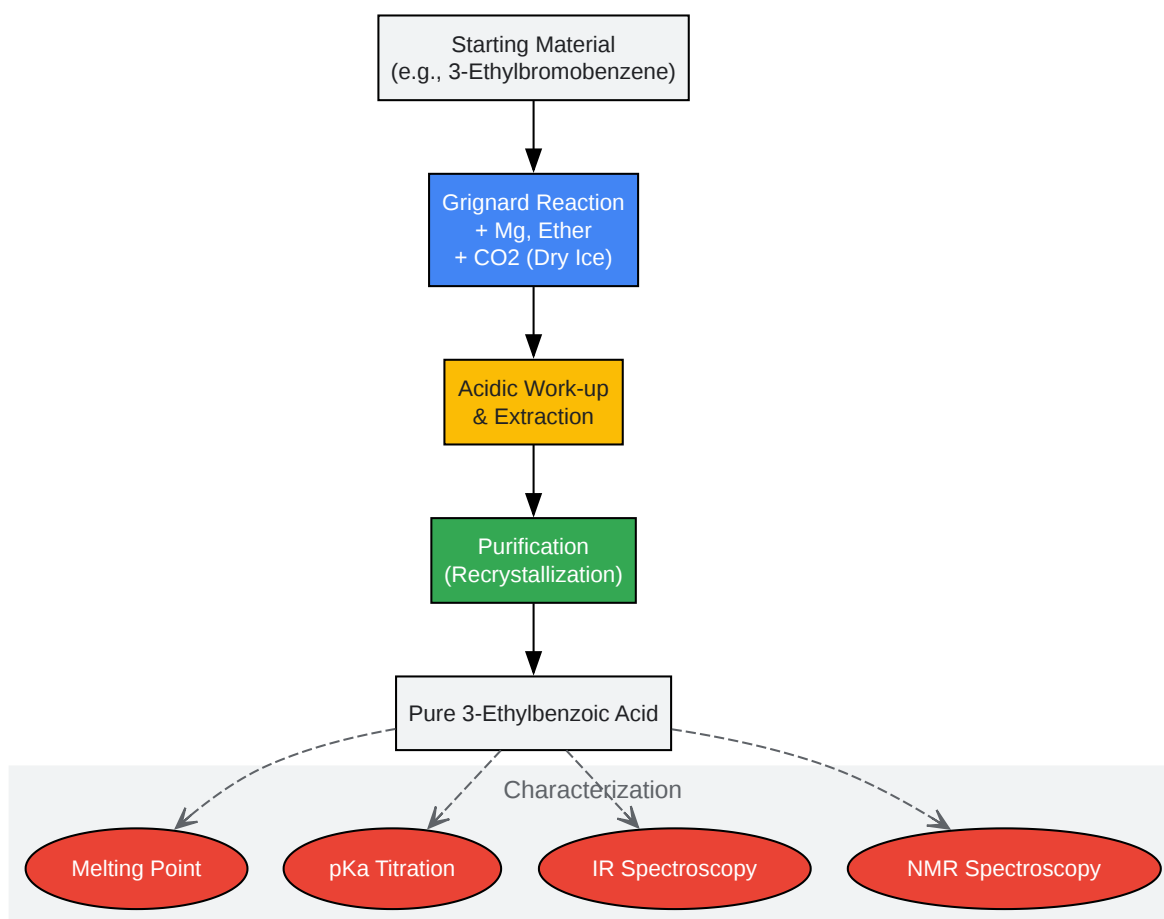 Starting Material
(e.g., 3-Ethylbromobenzene)
Grignard Reaction
+ Mg, Ether
+ CO2 (Dry Ice)
Acidic Work-up
& Extraction
Purification
(Recrystallization)
Pure 3-Ethylbenzoic Acid
Characterization
Melting Point
pKa Titration
IR Spectroscopy
NMR Spectroscopy